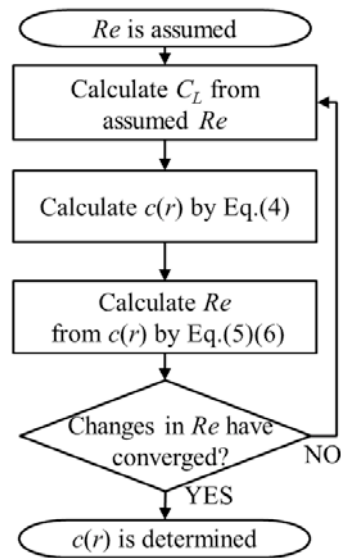 Re is assumed
Calculate C_L from
assumed Re
Calculate c(r) by Eq.(4)
Calculate Re
from c(r) by Eq.(5)(6)
Changes in Re have
converged?
NO
YES
c(r) is determined